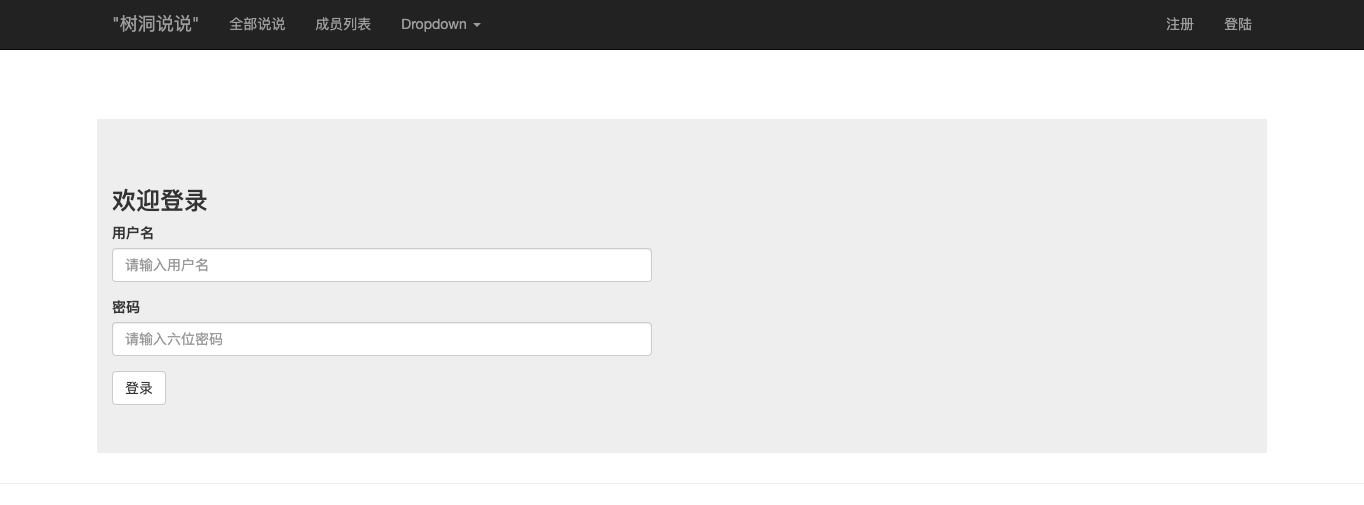 "树洞说说" 全部说说 成员列表 Dropdown 注册 登陆
欢迎登录
用户名
请输入用户名
密码
请输入六位密码
登录